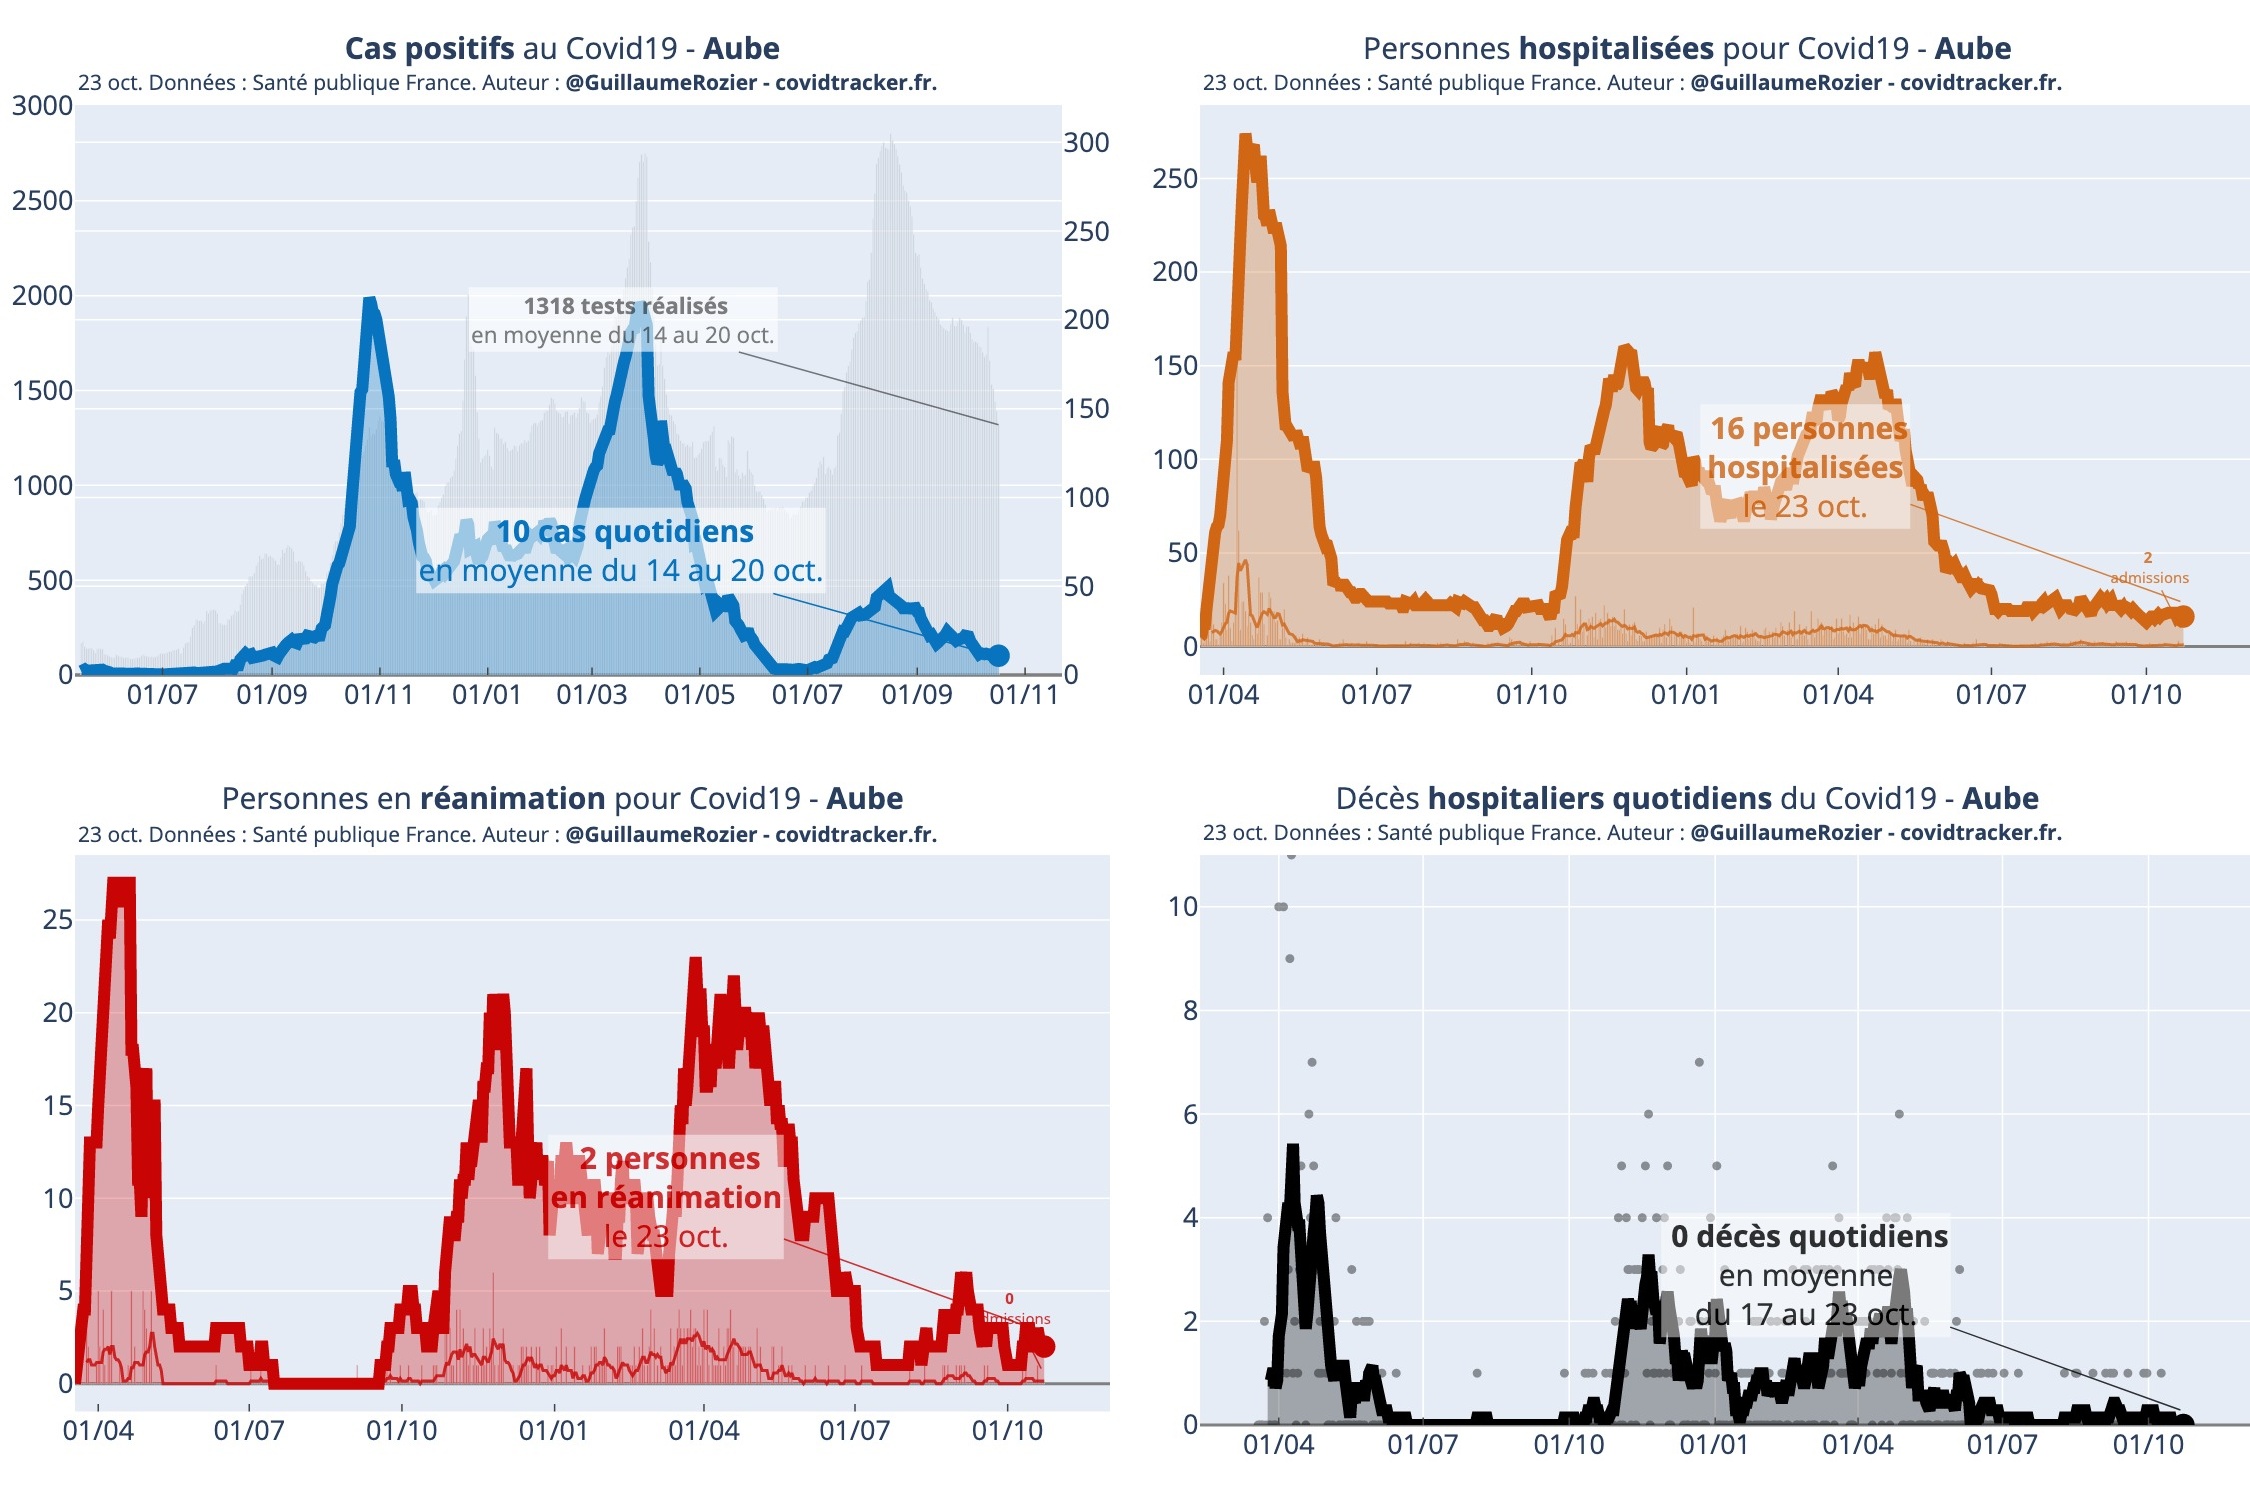 Cas positifs au Covid19 - Aube
23 oct. Données : Santé publique France. Auteur : @GuillaumeRozier - covidtracker.fr.
3000
2500
2000
1500
1000
500
0
300
250
200
150
100
50
0
1318 tests réalisés
en moyenne du 14 au 20 oct.
10 cas quotidiens
en moyenne du 14 au 20 oct.
01/07 01/09 01/11 01/01 01/03 01/05 01/07 01/09 01/11
Personnes hospitalisées pour Covid19 - Aube
23 oct. Données : Santé publique France. Auteur : @GuillaumeRozier - covidtracker.fr.
250
200
150
100
50
0
16 personnes
hospitalisées
le 23 oct.
2
admissions
01/04 01/07 01/10 01/01 01/04 01/07 01/10
Personnes en réanimation pour Covid19 - Aube
23 oct. Données : Santé publique France. Auteur : @GuillaumeRozier - covidtracker.fr.
25
20
15
10
5
0
2 personnes
en réanimation
le 23 oct.
0
admissions
01/04 01/07 01/10 01/01 01/04 01/07 01/10
Décès hospitaliers quotidiens du Covid19 - Aube
23 oct. Données : Santé publique France. Auteur : @GuillaumeRozier - covidtracker.fr.
10
8
6
4
2
0
0 décès quotidiens
en moyenne
du 17 au 23 oct.
01/04 01/07 01/10 01/01 01/04 01/07 01/10